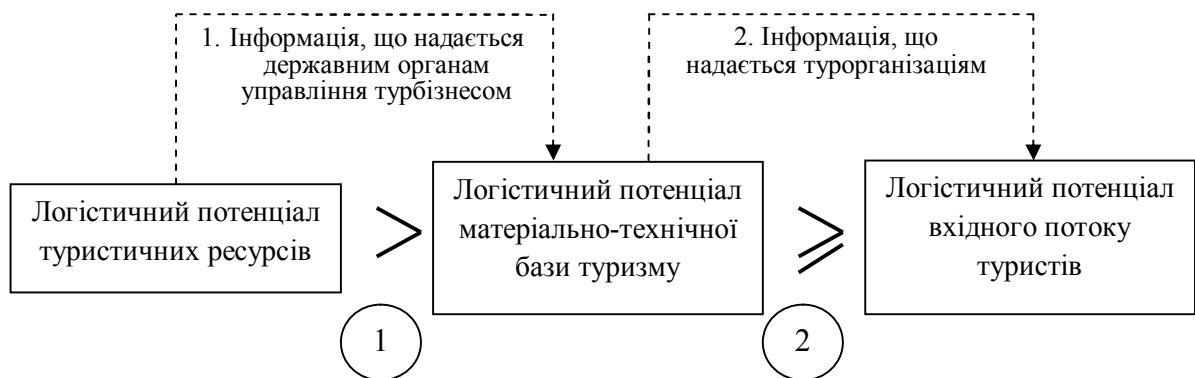 1. Інформація, що надається
державним органам
управління турбізнесом
2. Інформація, що
надається турорганізаціям
Логістичний потенціал
туристичних ресурсів
>
Логістичний потенціал
матеріально-технічної
бази туризму
⩾
Логістичний потенціал
вхідного потоку
туристів
1
2